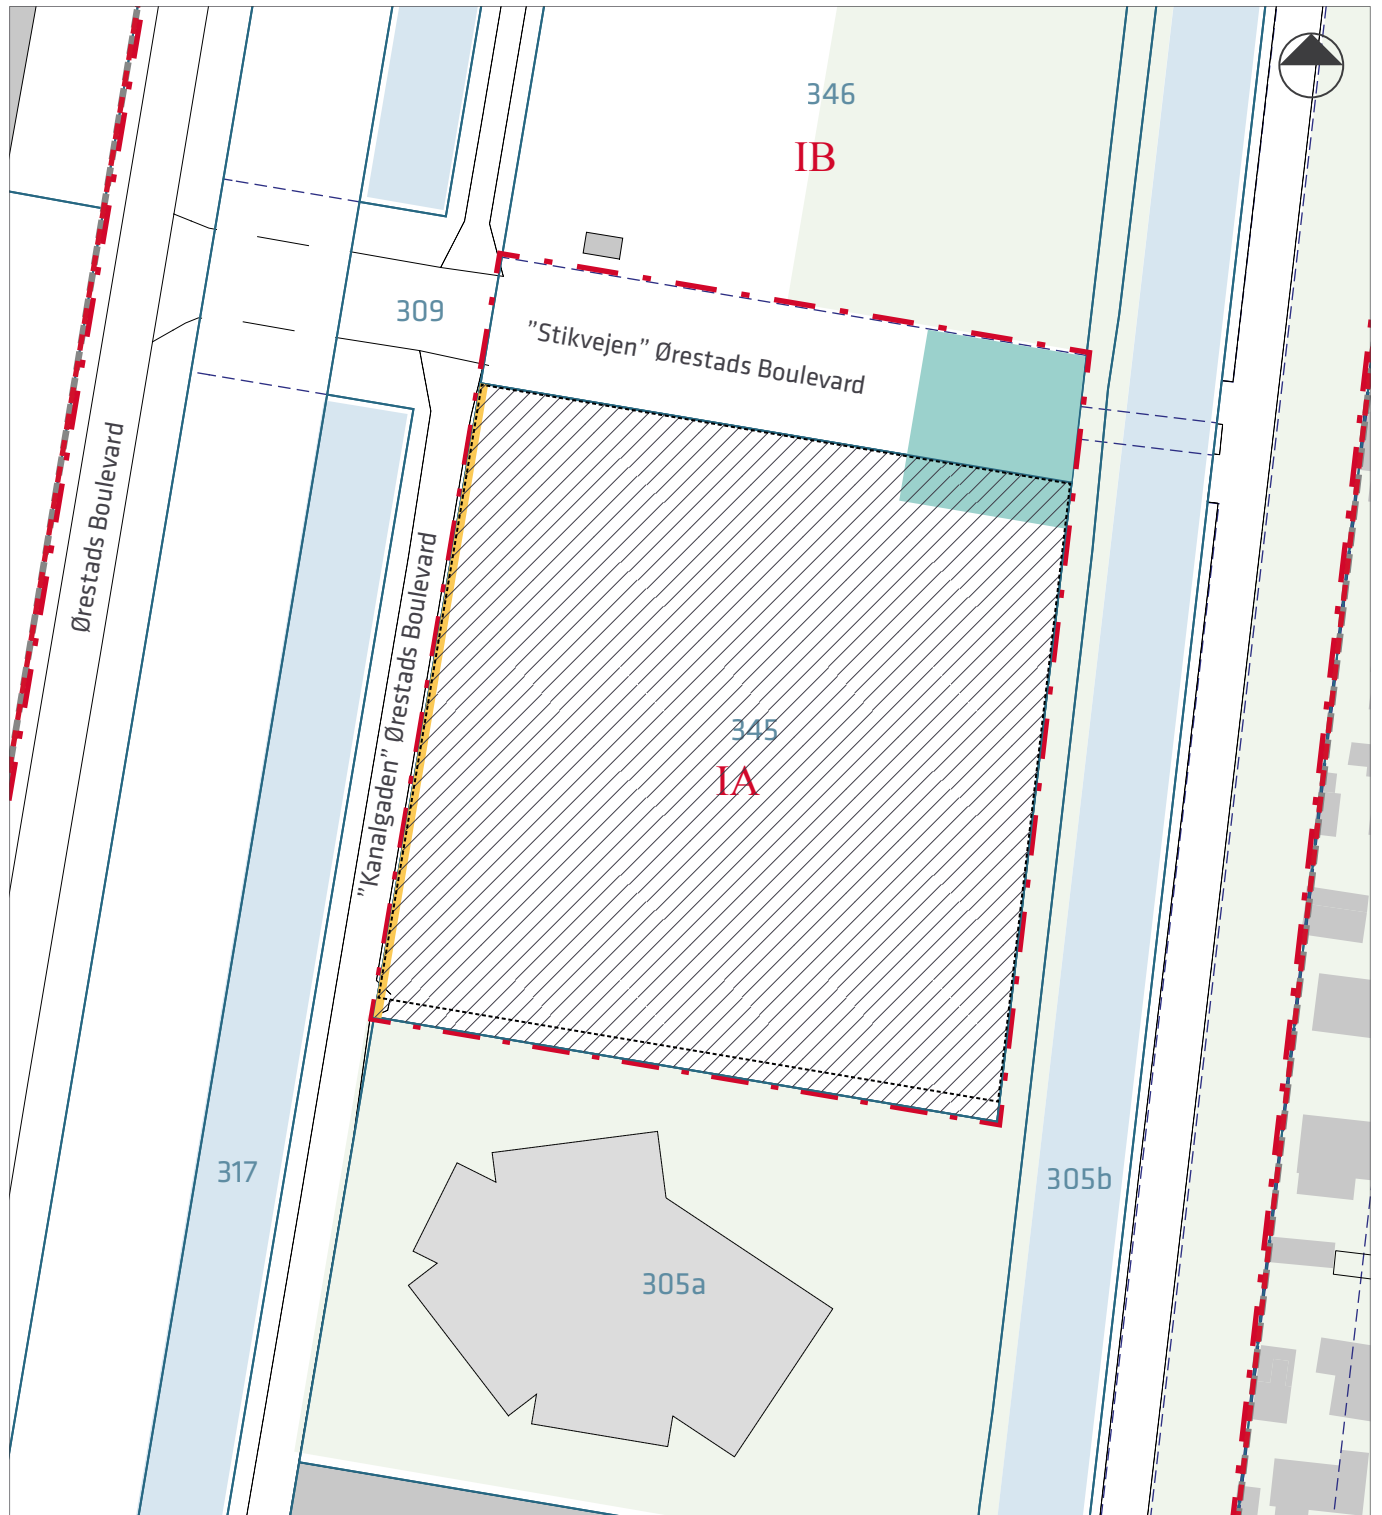 346
IB
309
”Stikvejen” Ørestads Boulevard
Ørestads Boulevard
”Kanalgaden” Ørestads Boulevard
345
IA
317
305b
305a